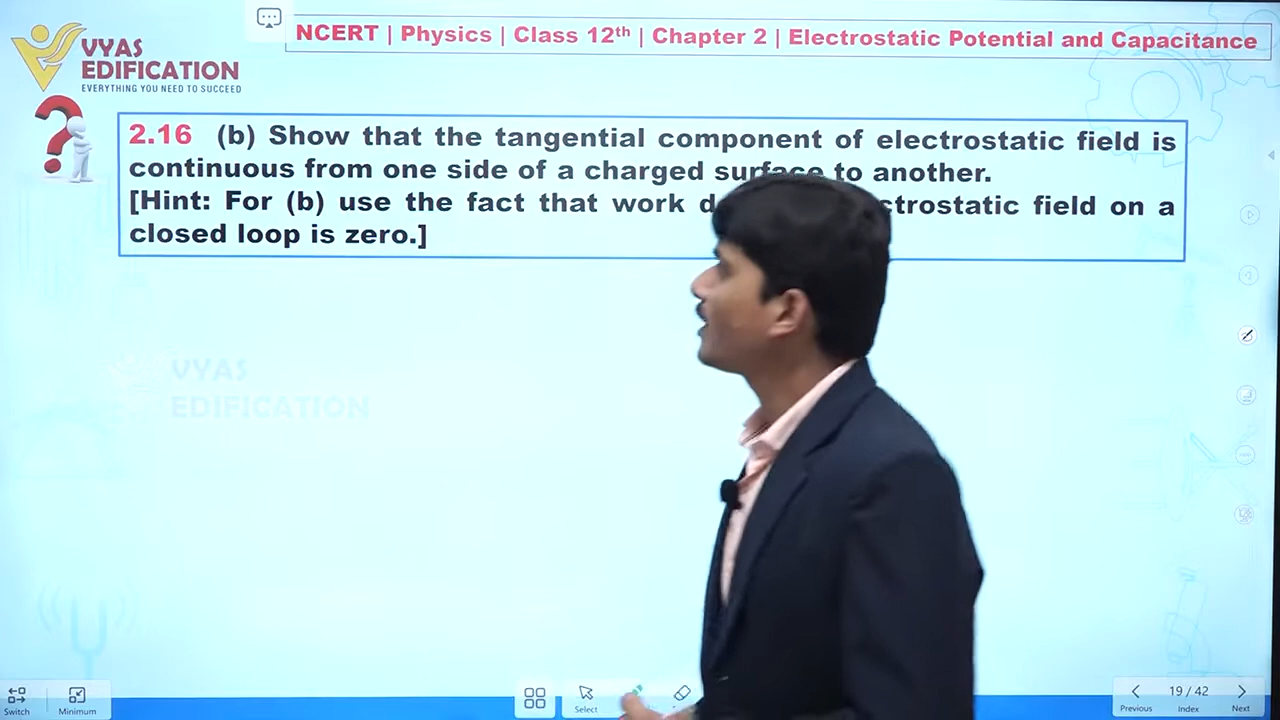 NCERT | Physics | Class 12th | Chapter 2 | Electrostatic Potential and Capacitance
VYAS
EDIFICATION
EVERYTHING YOU NEED TO SUCCEED
2.16 (b) Show that the tangential component of electrostatic field is
continuous from one side of a charged surface to another.
[Hint: For (b) use the fact that work field on a
closed loop is zero.]
VYAS
EDIFICATION
Switch
Minimum
Select
19 / 42
Previous Index Next